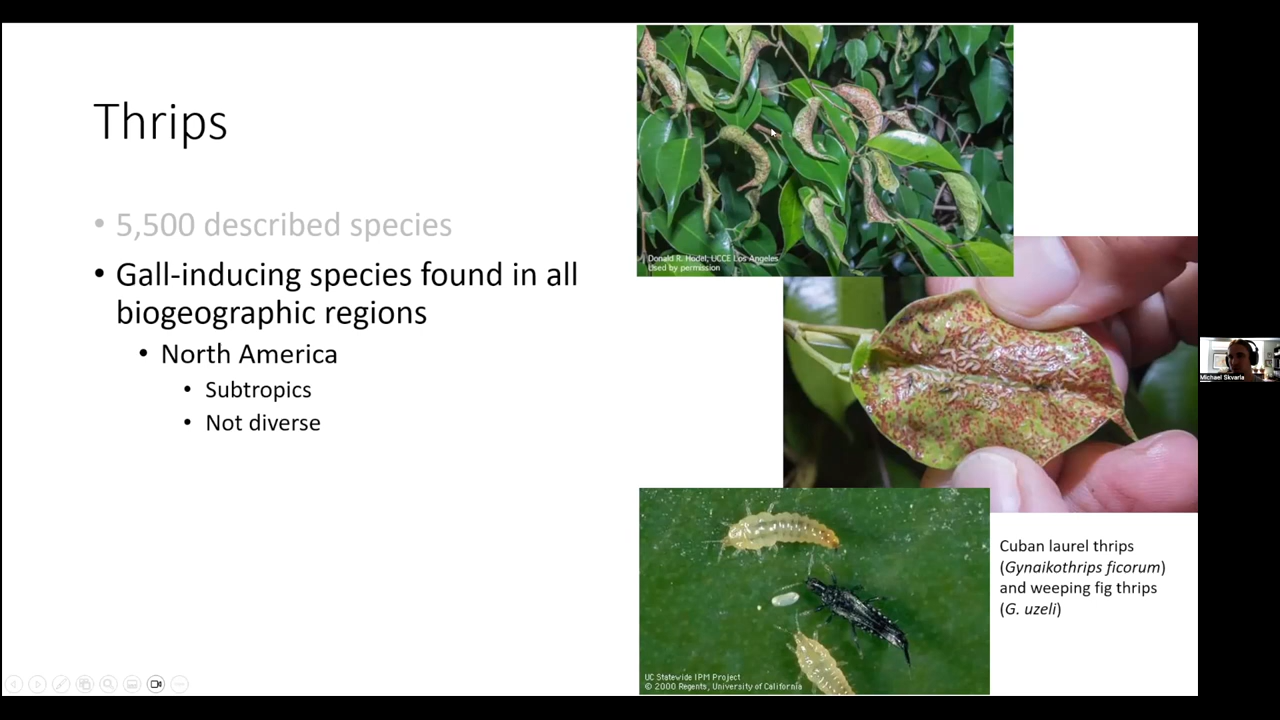 Thrips
• 5,500 described species
• Gall-inducing species found in all
biogeographic regions
• North America
• Subtropics
• Not diverse
Donald R. Hodel, UCCE Los Angeles
Used by permission
Cuban laurel thrips
(Gynaikothrips ficorum)
and weeping fig thrips
(G. uzeli)
UC Statewide IPM Project
© 2000 Regents, University of California
Michael Skvarla